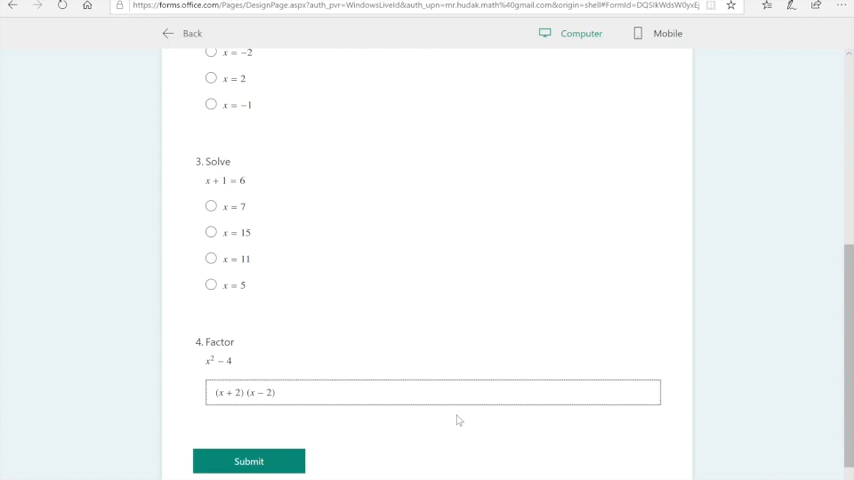 https://forms.office.com/Pages/DesignPage.aspx?auth_pvr=WindowsLiveId&auth_upn=mr.hudak.math%40gmail.com&origin=shell#FormId=DQSIkWdsW0yxEj
Back
Computer
Mobile
x = −2
x = 2
x = −1
3. Solve
x + 1 = 6
x = 7
x = 15
x = 11
x = 5
4. Factor
x² − 4
(x + 2) (x − 2)
Submit